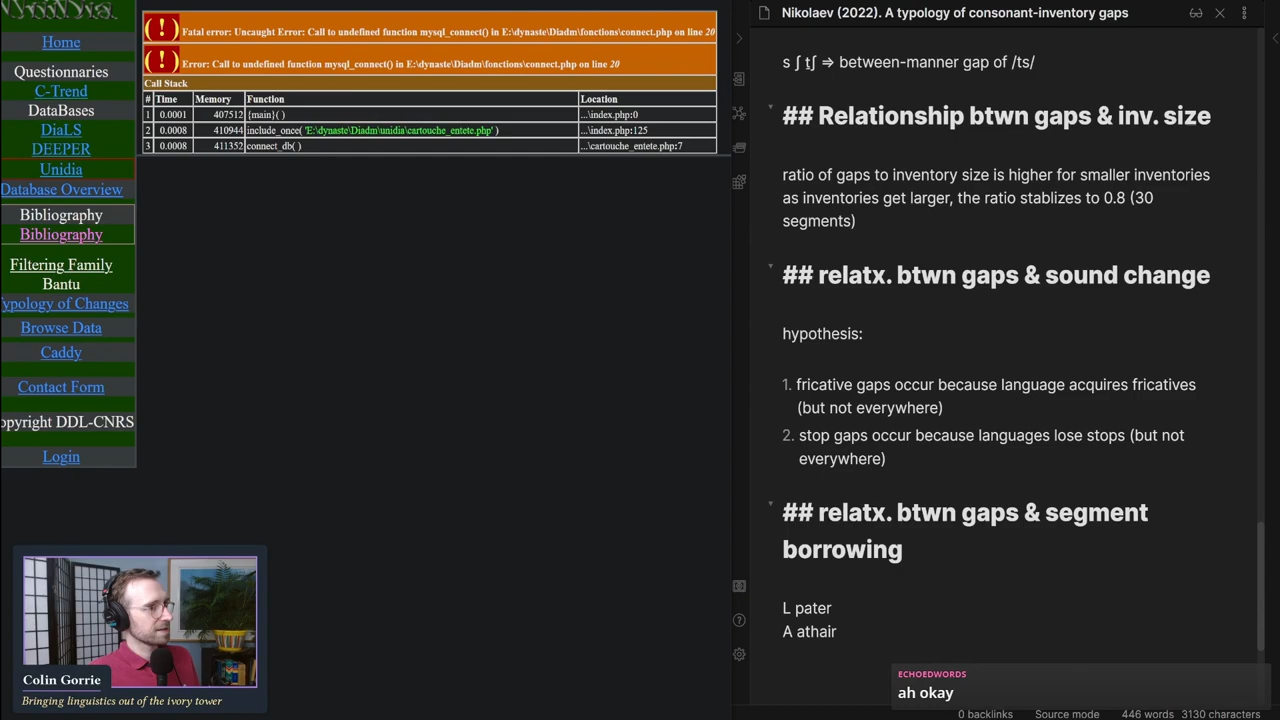 UniDia
Home
Questionnaries
C-Trend
DataBases
DiaLS
DEEPER
Unidia
Database Overview
Bibliography
Bibliography
Filtering Family
Bantu
Typology of Changes
Browse Data
Caddy
Contact Form
opyright DDL-CNRS
Login
( ! ) Fatal error: Uncaught Error: Call to undefined function mysql_connect() in E:\dynaste\Diadm\fonctions\connect.php on line 20
( ! ) Error: Call to undefined function mysql_connect() in E:\dynaste\Diadm\fonctions\connect.php on line 20
Call Stack
# Time Memory Function Location
1 0.0001 407512 {main}( ) ...\index.php:0
2 0.0008 410944 include_once( 'E:\dynaste\Diadm\unidia\cartouche_entete.php' ) ...\index.php:125
3 0.0008 411352 connect_db( ) ...\cartouche_entete.php:7
Colin Gorrie
Bringing linguistics out of the ivory tower
Nikolaev (2022). A typology of consonant-inventory gaps
s ʃ t̠ʃ ⇒ between-manner gap of /ts/
## Relationship btwn gaps & inv. size
ratio of gaps to inventory size is higher for smaller inventories
as inventories get larger, the ratio stablizes to 0.8 (30
segments)
## relatx. btwn gaps & sound change
hypothesis:
1. fricative gaps occur because language acquires fricatives
(but not everywhere)
2. stop gaps occur because languages lose stops (but not
everywhere)
## relatx. btwn gaps & segment
borrowing
L pater
A athair
ECHOEDWORDS
ah okay
0 backlinks Source mode 446 words 3130 characters